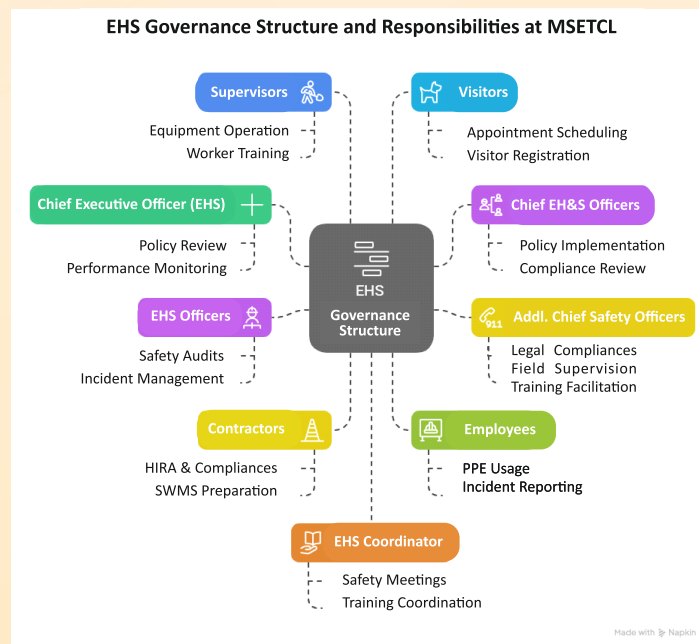 EHS Governance Structure and Responsibilities at MSETCL
Supervisors
Equipment Operation
Worker Training
Visitors
Appointment Scheduling
Visitor Registration
Chief Executive Officer (EHS)
Policy Review
Performance Monitoring
Chief EH&S Officers
Policy Implementation
Compliance Review
EHS
Governance
Structure
EHS Officers
Safety Audits
Incident Management
911
Addl. Chief Safety Officers
Legal Compliances
Field Supervision
Training Facilitation
Contractors
HIRA & Compliances
SWMS Preparation
Employees
PPE Usage
Incident Reporting
EHS Coordinator
Safety Meetings
Training Coordination
Made with Napkin